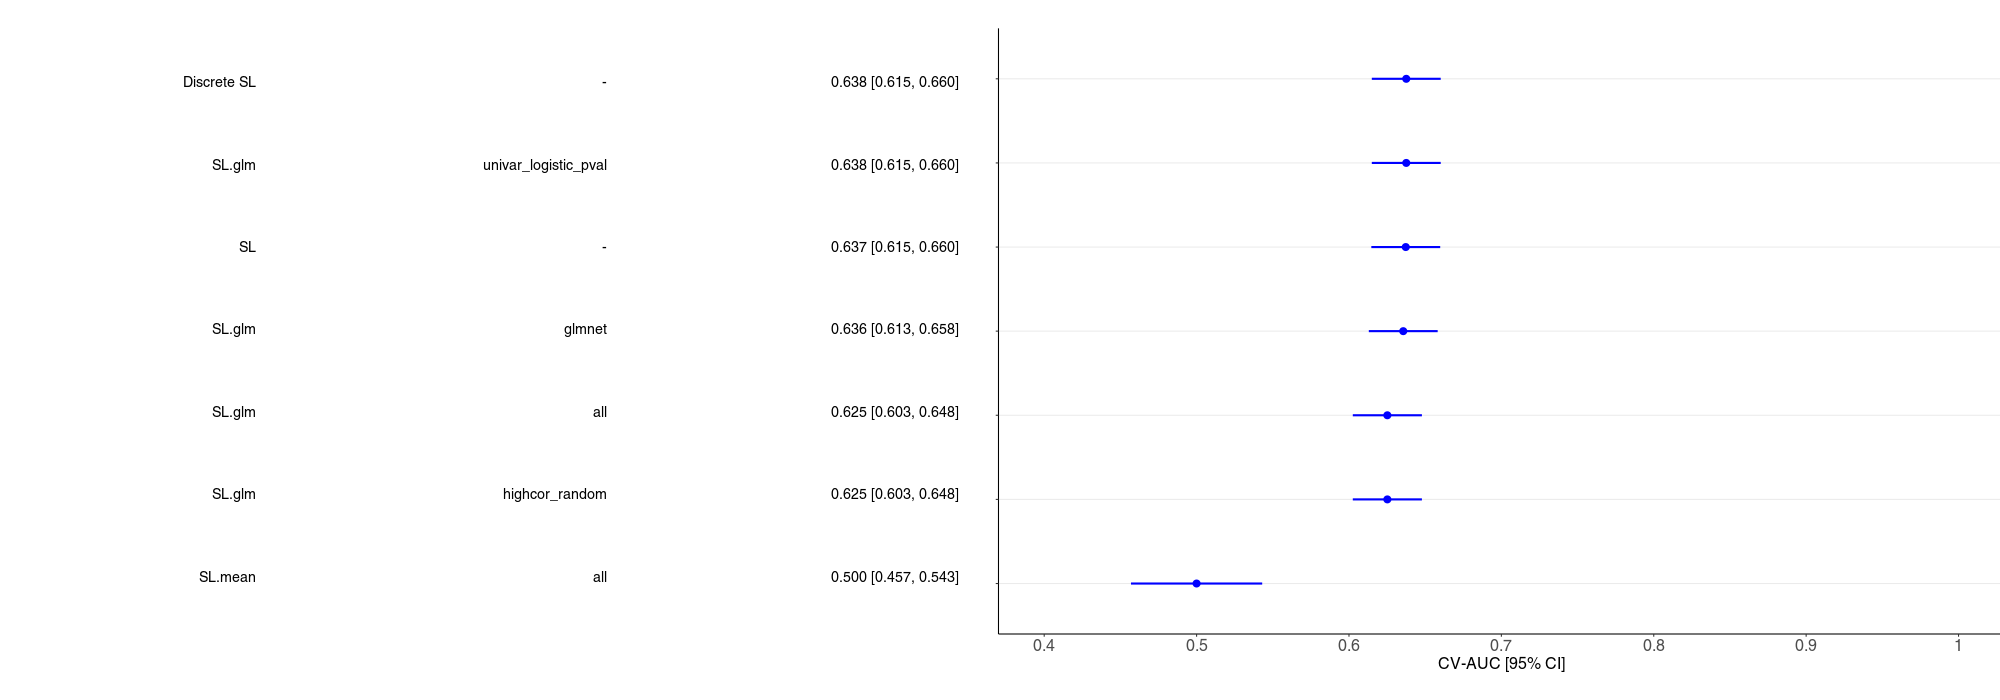 Discrete SL - 0.638 [0.615, 0.660]
SL.glm univar_logistic_pval 0.638 [0.615, 0.660]
SL - 0.637 [0.615, 0.660]
SL.glm glmnet 0.636 [0.613, 0.658]
SL.glm all 0.625 [0.603, 0.648]
SL.glm highcor_random 0.625 [0.603, 0.648]
SL.mean all 0.500 [0.457, 0.543]
0.4 0.5 0.6 0.7 0.8 0.9 1
CV-AUC [95% CI]